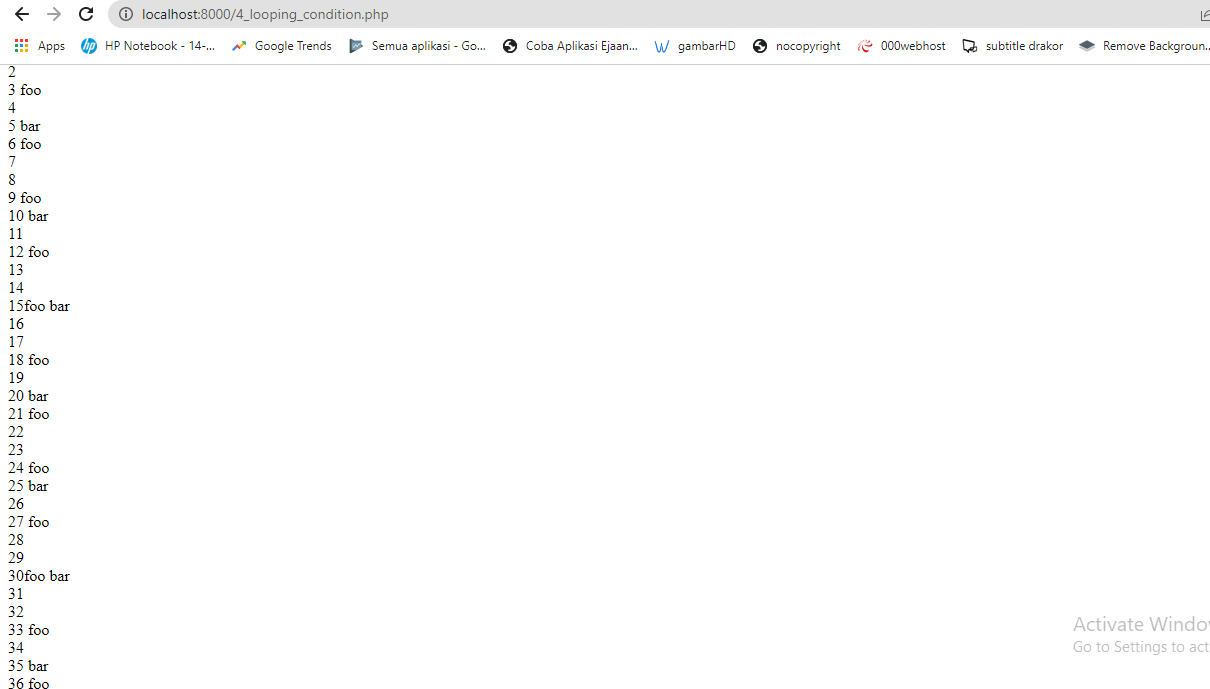 localhost:8000/4_looping_condition.php
Apps HP Notebook - 14-... Google Trends Semua aplikasi - Go... Coba Aplikasi Ejaan... gambarHD nocopyright 000webhost subtitle drakor Remove Backgroun...
2
3 foo
4
5 bar
6 foo
7
8
9 foo
10 bar
11
12 foo
13
14
15foo bar
16
17
18 foo
19
20 bar
21 foo
22
23
24 foo
25 bar
26
27 foo
28
29
30foo bar
31
32
33 foo
34
35 bar
36 foo
Activate Windo
Go to Settings to act